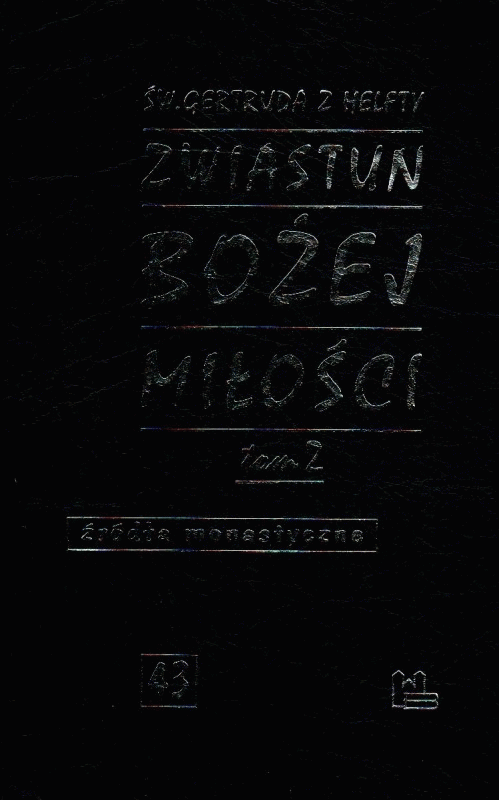 ŚW. GERTRUDA Z HELFTY
ZWIASTUN
BOŻEJ
MIŁOŚCI
tom 2
źródła monastyczne
43